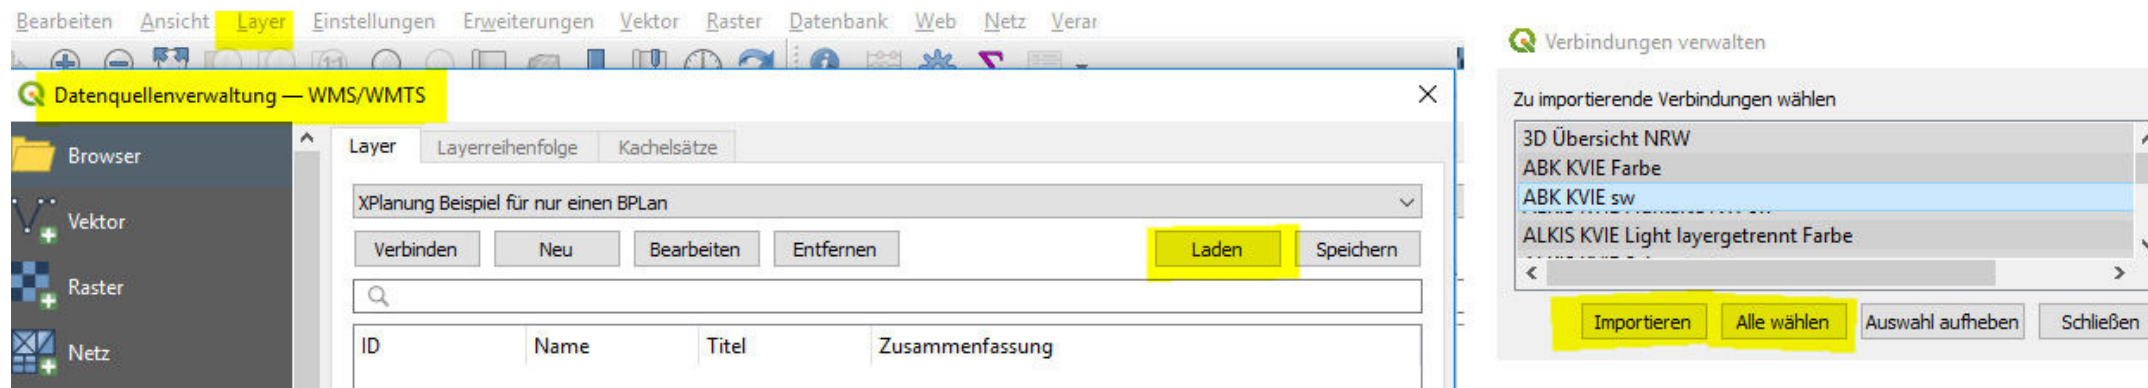 Bearbeiten Ansicht Layer Einstellungen Erweiterungen Vektor Raster Datenbank Web Netz Verar
1:1
Datenquellenverwaltung — WMS/WMTS
Browser
Vektor
Raster
Netz
Layer Layerreihenfolge Kachelsätze
XPlanung Beispiel für nur einen BPlan
Verbinden Neu Bearbeiten Entfernen Laden Speichern
ID Name Titel Zusammenfassung
Verbindungen verwalten
Zu importierende Verbindungen wählen
3D Übersicht NRW
ABK KVIE Farbe
ABK KVIE sw
ALKIS KVIE Light layergetrennt Farbe
Importieren Alle wählen Auswahl aufheben Schließen